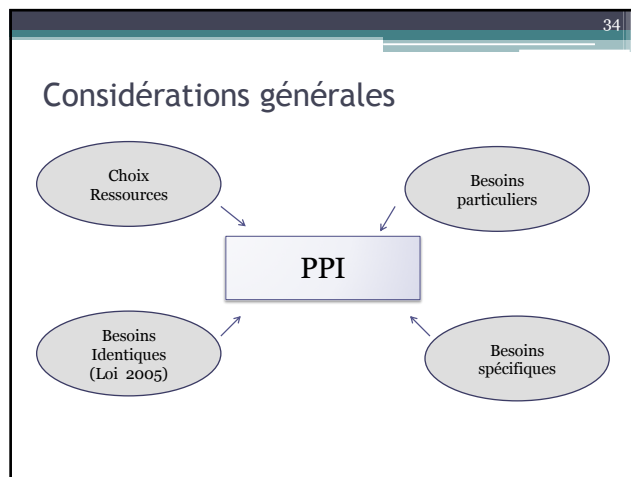 34
Considérations générales
Choix
Ressources
Besoins
particuliers
PPI
Besoins
Identiques
(Loi 2005)
Besoins
spécifiques